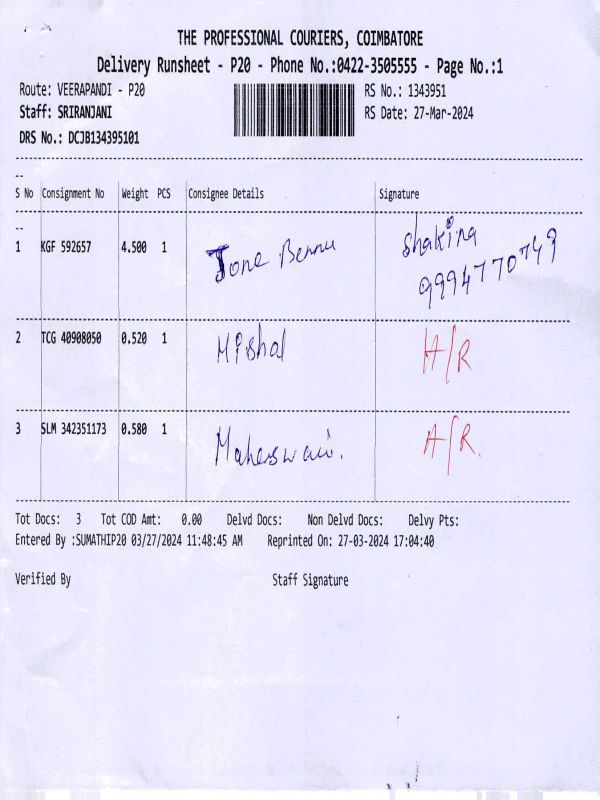 THE PROFESSIONAL COURIERS, COIMBATORE
Delivery Runsheet - P20 - Phone No.:0422-3505555 - Page No.:1
Route: VEERAPANDI - P20 RS No.: 1343951
Staff: SRIRANJANI RS Date: 27-Mar-2024
DRS No.: DCJB134395101
--
S No Consignment No Weight PCS Consignee Details Signature
--
1 KGF 592657 4.500 1 Shakina
9994770749
2 TCG 40908050 0.520 1 H/R
3 SLM 342351173 0.580 1 A/R.
Tot Docs: 3 Tot COD Amt: 0.00 Delvd Docs: Non Delvd Docs: Delvy Pts:
Entered By :SUMATHIP20 03/27/2024 11:48:45 AM Reprinted On: 27-03-2024 17:04:40
Verified By Staff Signature